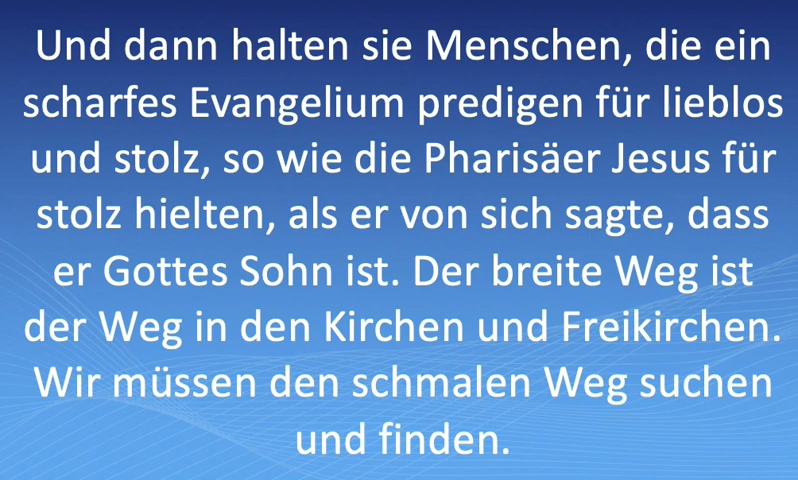 Und dann halten sie Menschen, die ein
scharfes Evangelium predigen für lieblos
und stolz, so wie die Pharisäer Jesus für
stolz hielten, als er von sich sagte, dass
er Gottes Sohn ist. Der breite Weg ist
der Weg in den Kirchen und Freikirchen.
Wir müssen den schmalen Weg suchen
und finden.